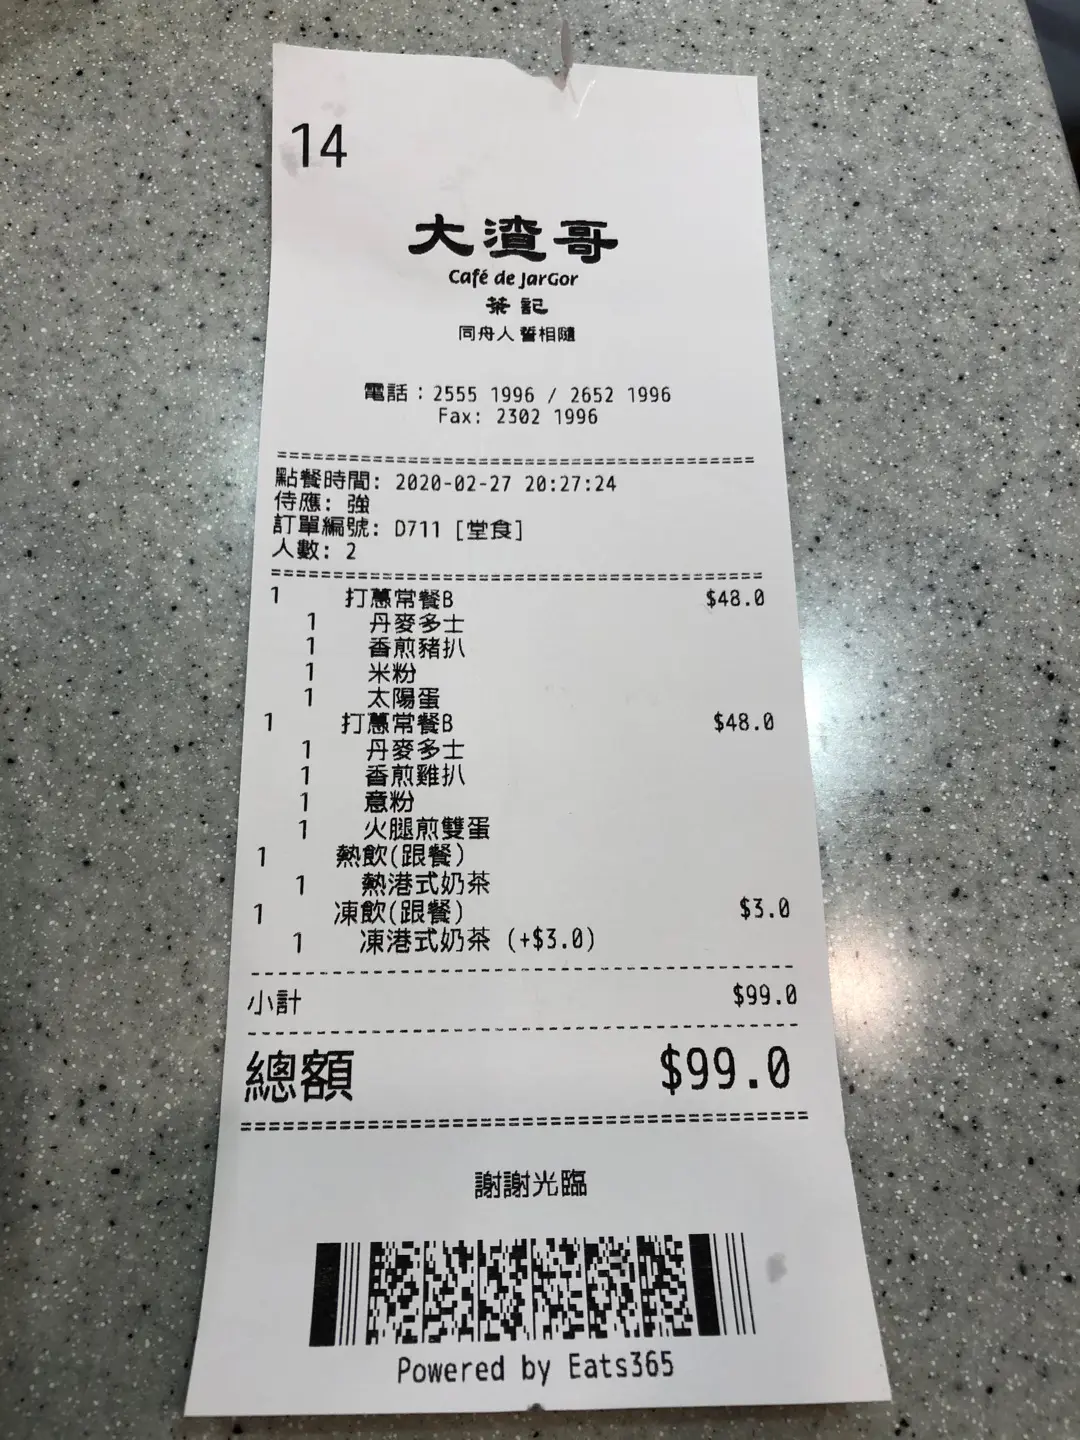 14
大渣哥
Café de JarGor
茶記
同舟人 誓相隨
電話：2555 1996 / 2652 1996
Fax: 2302 1996
點餐時間: 2020-02-27 20:27:24
侍應: 強
訂單編號: D711 [堂食]
人數: 2
1 打蔥常餐B $48.0
1 丹麥多士
1 香煎豬扒
1 米粉
1 太陽蛋
1 打蔥常餐B $48.0
1 丹麥多士
1 香煎雞扒
1 意粉
1 火腿煎雙蛋
1 熱飲(跟餐)
1 熱港式奶茶
1 凍飲(跟餐) $3.0
1 凍港式奶茶 (+$3.0)
小計 $99.0
總額 $99.0
謝謝光臨
Powered by Eats365